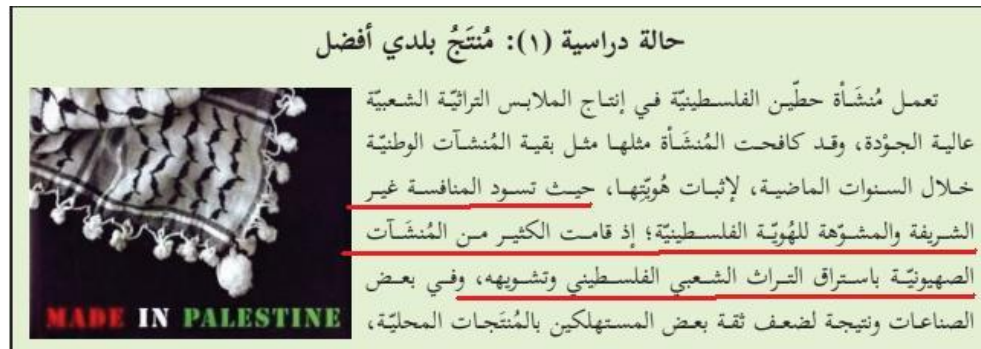 حالة دراسية (١): مُنتَجُ بلدي أفضل
تعمل مُنشَأة حطّين الفلسطينيّة في إنتاج الملابس التراثيّة الشعبيّة
عالية الجوْدة، وقد كافحت المُنشَأة مثلها مثل بقية المُنشآت الوطنيّة
خلال السنوات الماضية، لإثبات هُويّتِها، حيث تسود المنافسة غير
الشريفة والمشوّهة للهُويّة الفلسطينيّة؛ إذ قامت الكثير من المُنشَآت
الصهيونيّة باستراق التراث الشعبي الفلسطيني وتشويهه، وفي بعض
الصناعات ونتيجة لضعف ثقة بعض المستهلكين بالمُنتَجات المحليّة،
MADE IN PALESTINE